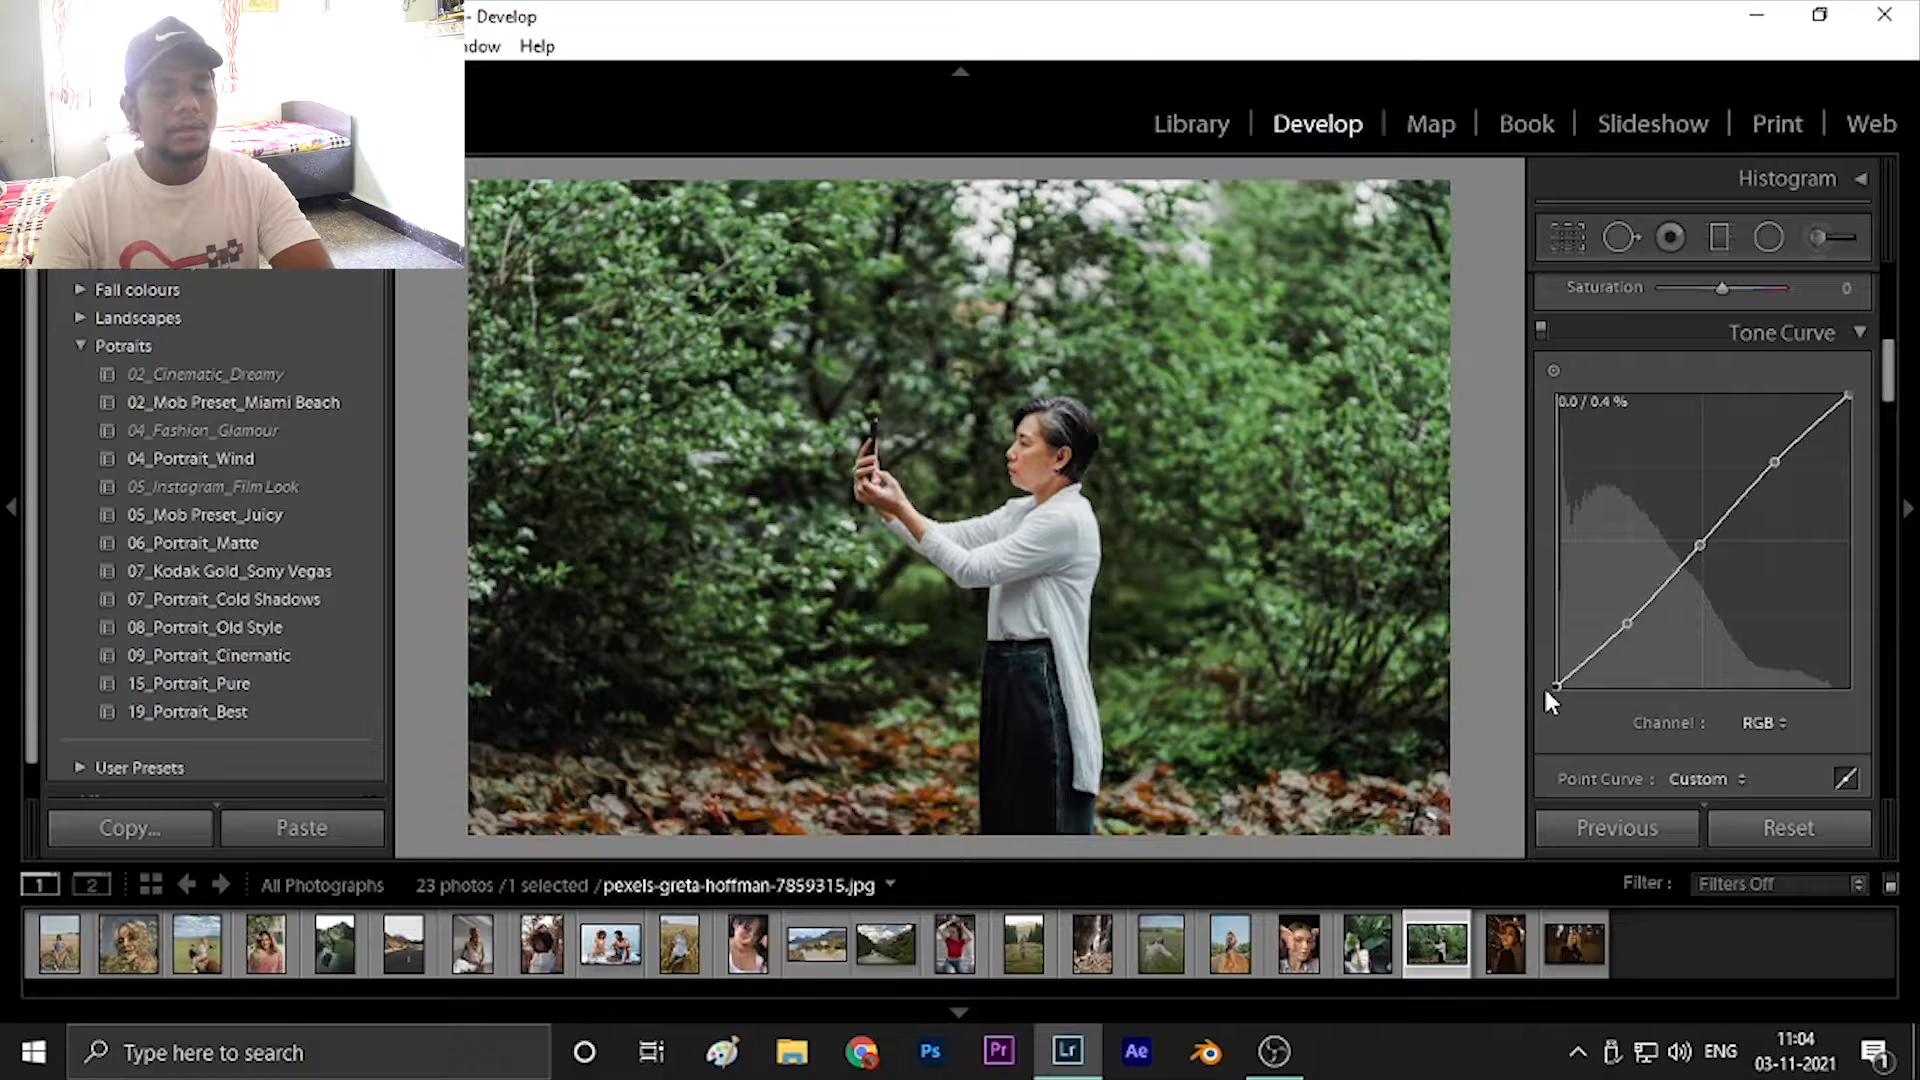 - Develop
ndow Help
Library | Develop | Map | Book | Slideshow | Print | Web
Histogram
Saturation 0
Tone Curve
0.0 / 0.4 %
Channel : RGB
Point Curve : Custom
Previous Reset
Fall colours
Landscapes
Potraits
02_Cinematic_Dreamy
02_Mob Preset_Miami Beach
04_Fashion_Glamour
04_Portrait_Wind
05_Instagram_Film Look
05_Mob Preset_Juicy
06_Portrait_Matte
07_Kodak Gold_Sony Vegas
07_Portrait_Cold Shadows
08_Portrait_Old Style
09_Portrait_Cinematic
15_Portrait_Pure
19_Portrait_Best
User Presets
Copy... Paste
1 2 All Photographs 23 photos /1 selected /pexels-greta-hoffman-7859315.jpg Filter : Filters Off
Type here to search Ps Pr Lr Ae ENG 11:04
03-11-2021 1